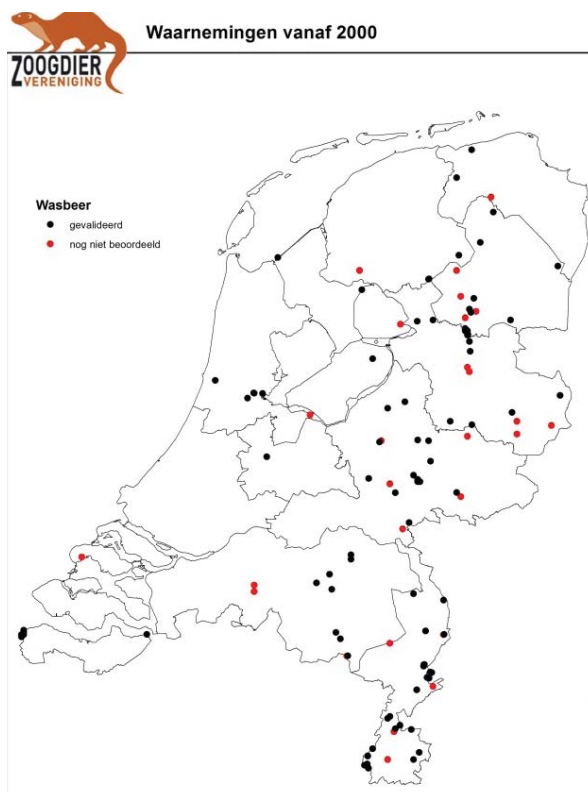 Waarnemingen vanaf 2000
ZOOGDIER
VERENIGING
Wasbeer
gevalideerd
nog niet beoordeeld